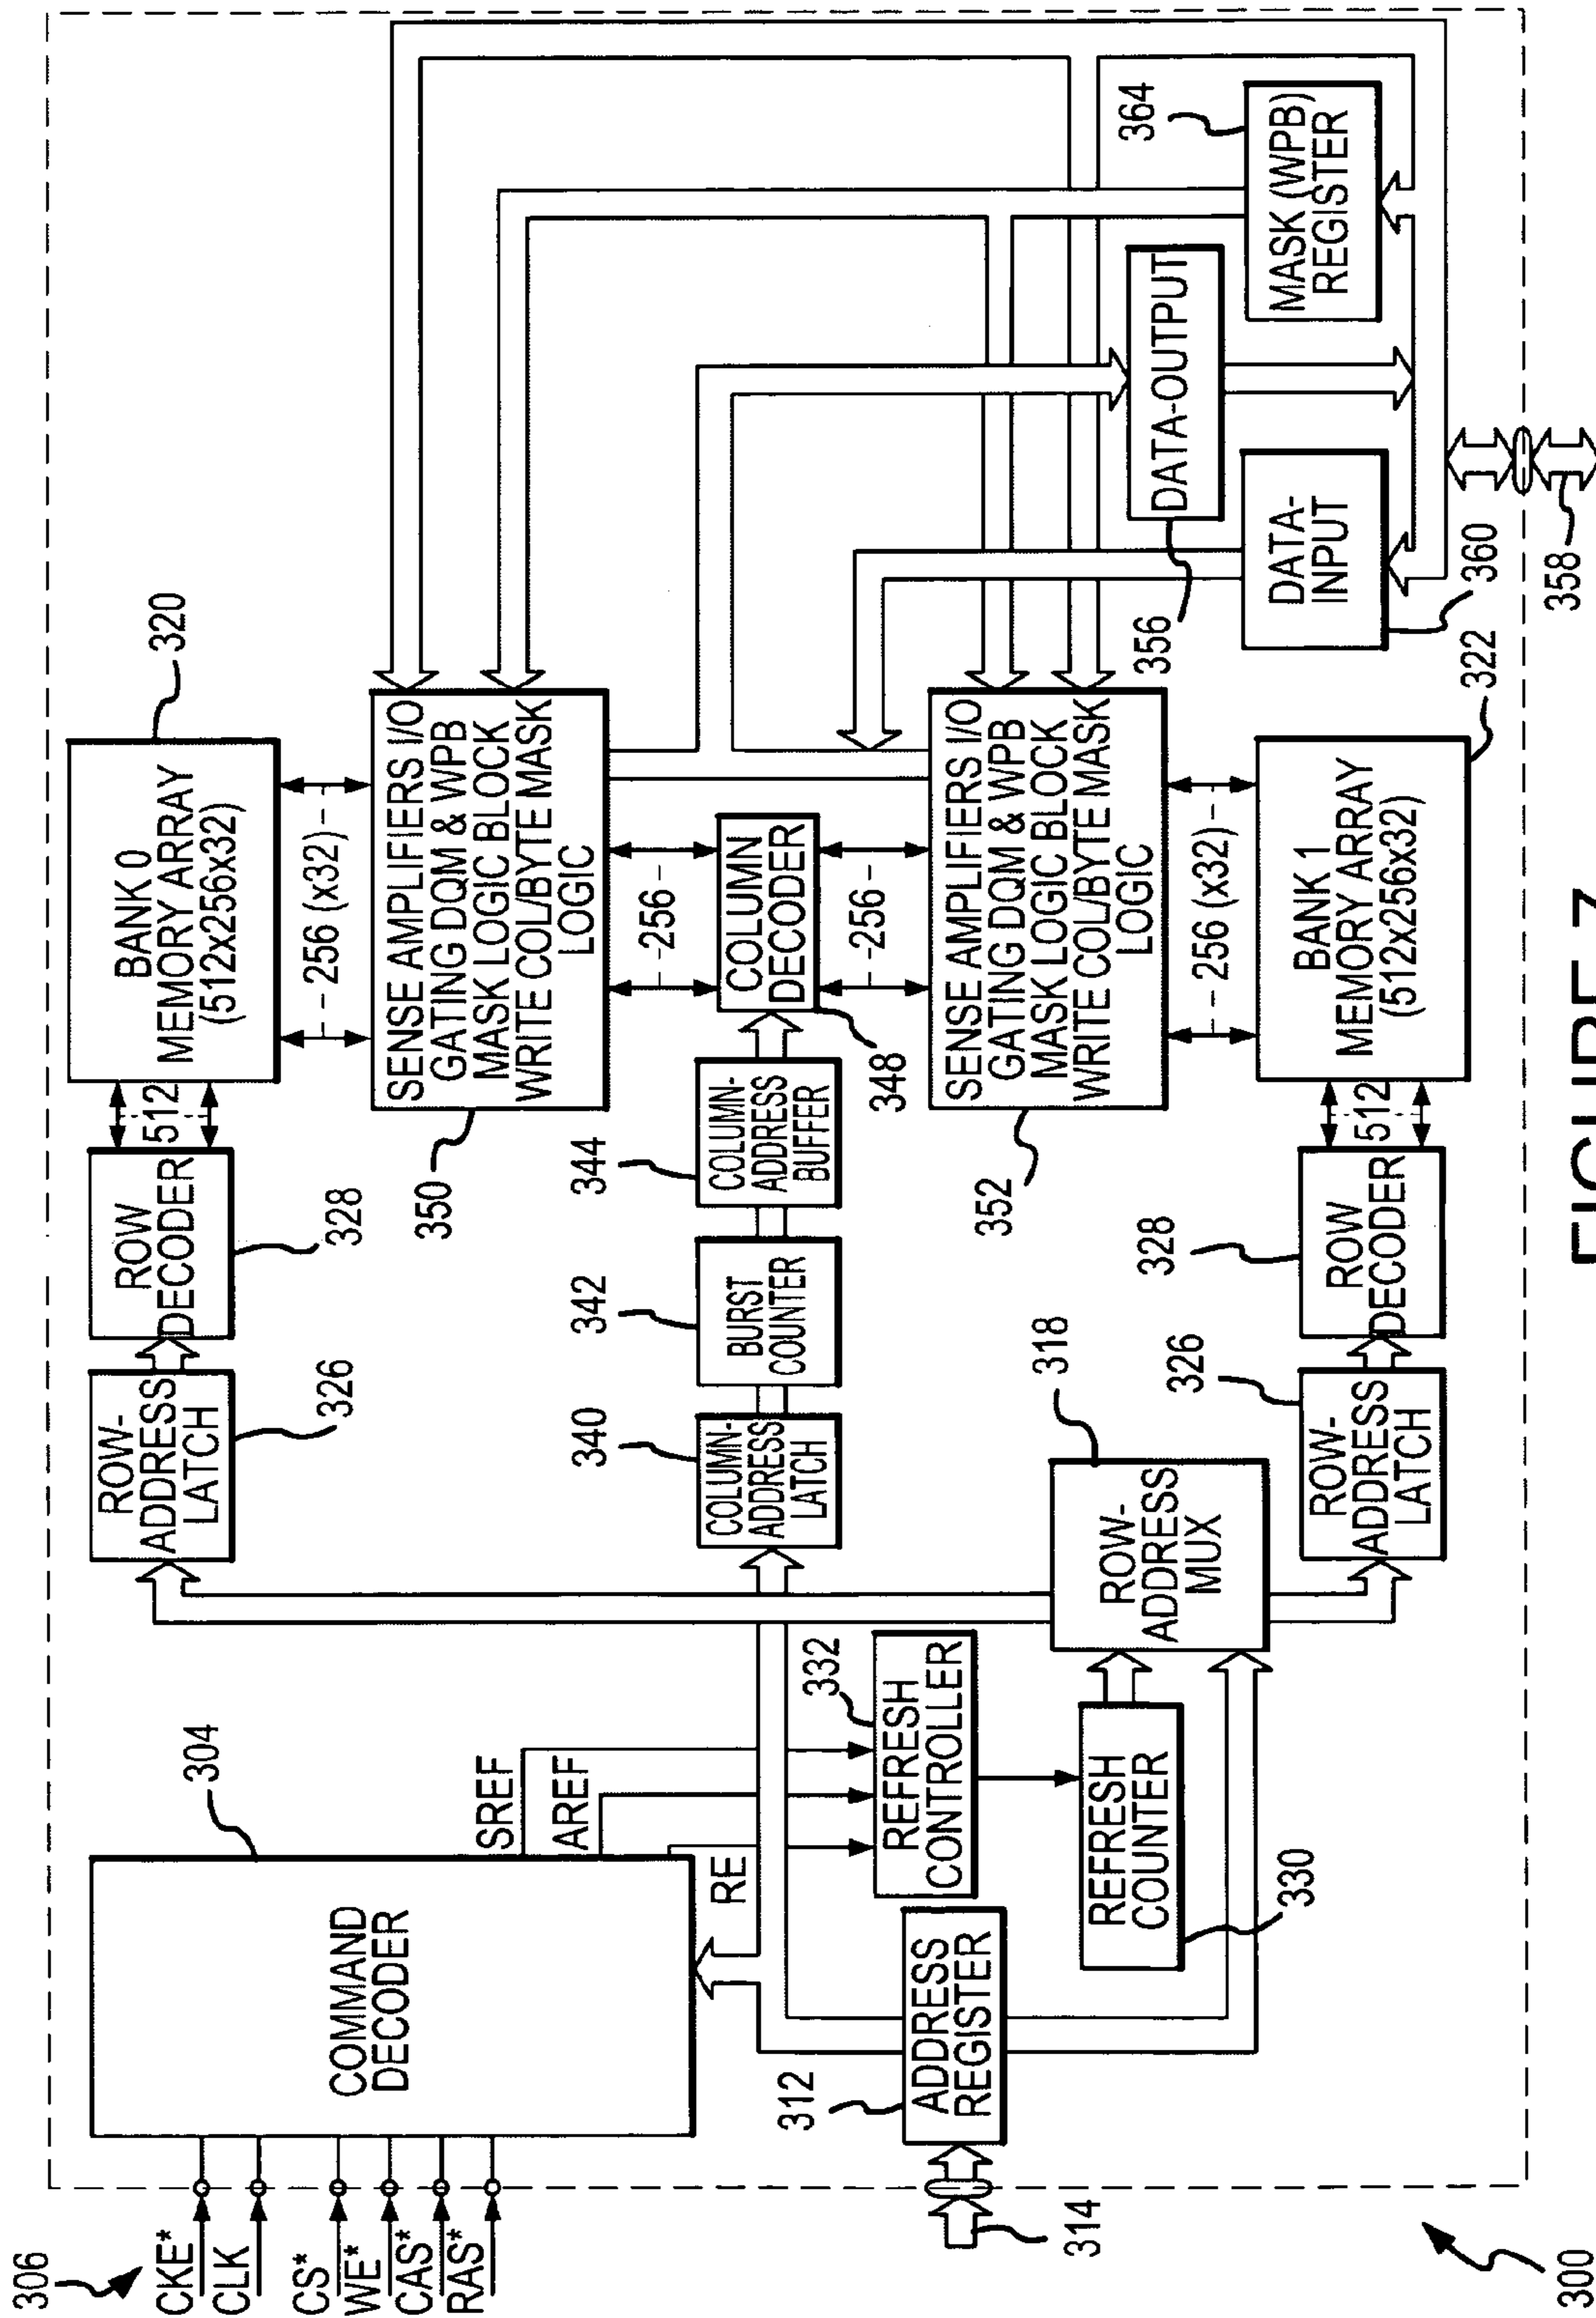 306
CKE*
CLK
CS*
WE*
CAS*
RAS*
COMMAND
DECODER
304
SREF
AREF
RE
314
312
ADDRESS
REGISTER
332
REFRESH
CONTROLLER
REFRESH
COUNTER
330
ROW-
ADDRESS
MUX
318
ROW-
ADDRESS
LATCH
326
ROW
DECODER
328
512
BANK 0
MEMORY ARRAY
(512x256x32)
320
256 (x32)
SENSE AMPLIFIERS I/O
GATING DQM & WPB
MASK LOGIC BLOCK
WRITE COL/BYTE MASK
LOGIC
350
256
COLUMN-
ADDRESS
LATCH
340
BURST
COUNTER
342
COLUMN-
ADDRESS
BUFFER
344
COLUMN
DECODER
348
256
SENSE AMPLIFIERS I/O
GATING DQM & WPB
MASK LOGIC BLOCK
WRITE COL/BYTE MASK
LOGIC
352
256 (x32)
ROW-
ADDRESS
LATCH
326
ROW
DECODER
328
512
BANK 1
MEMORY ARRAY
(512x256x32)
322
DATA-OUTPUT
356
DATA-
INPUT
360
MASK (WPB)
REGISTER
364
358
300